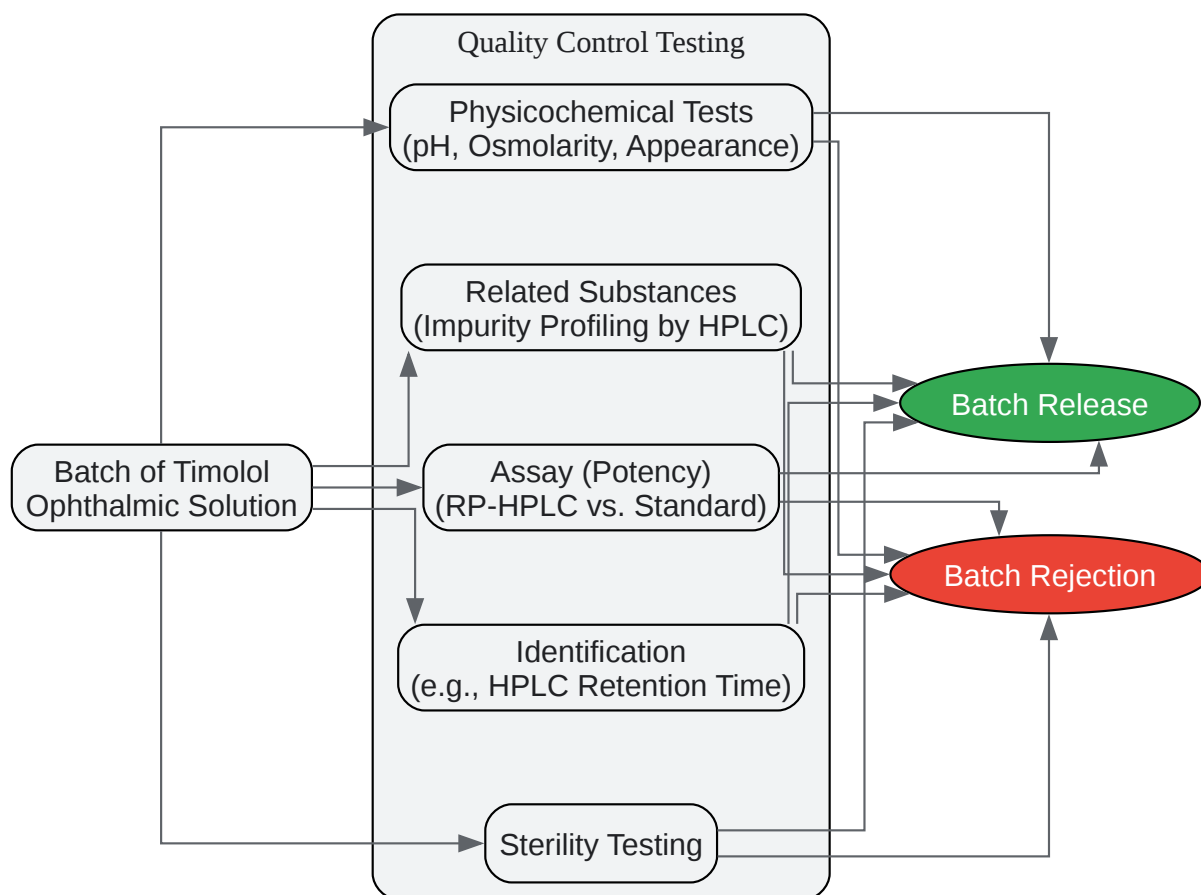 Quality Control Testing
Physicochemical Tests
(pH, Osmolarity, Appearance)
Related Substances
(Impurity Profiling by HPLC)
Batch Release
Batch of Timolol
Ophthalmic Solution
Assay (Potency)
(RP-HPLC vs. Standard)
Batch Rejection
Identification
(e.g., HPLC Retention Time)
Sterility Testing